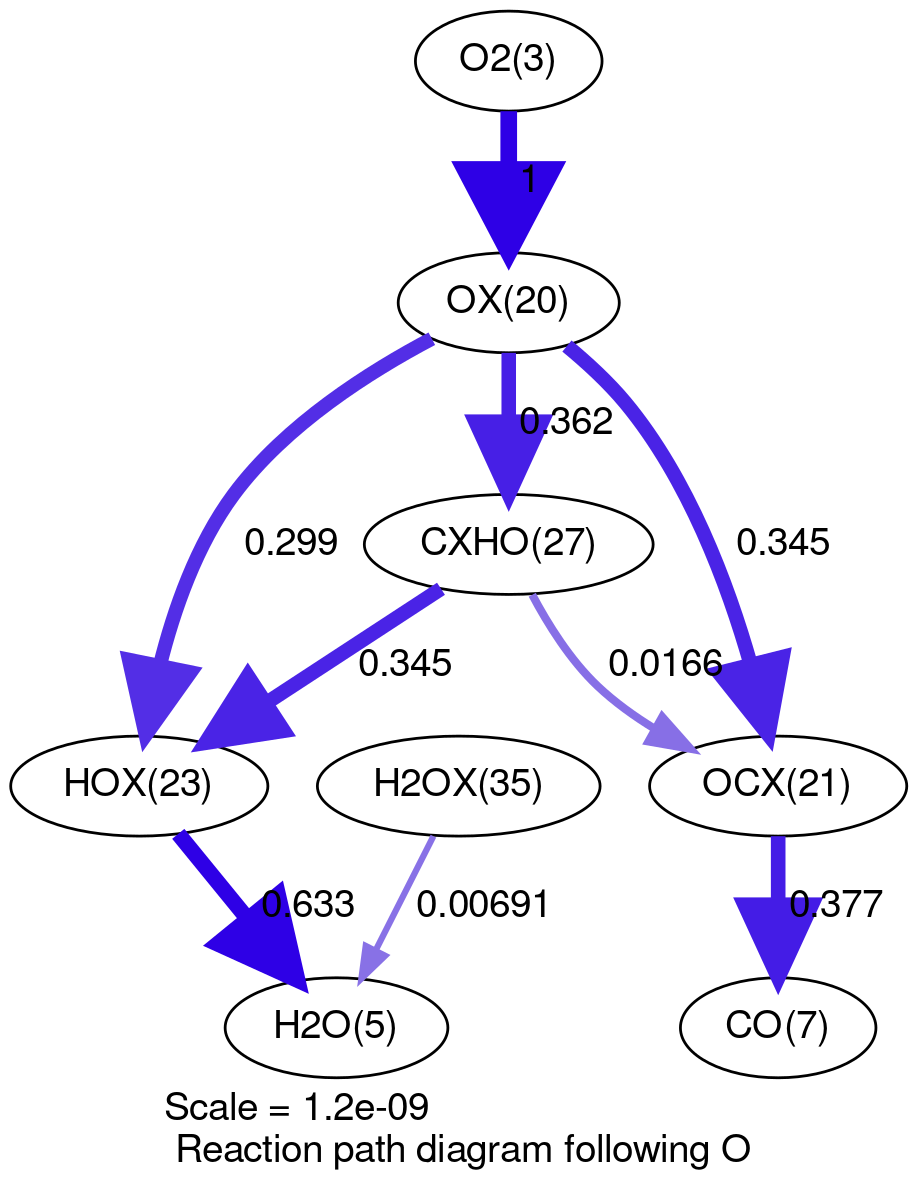 O2(3)
1
OX(20)
0.362
CXHO(27)
0.299
0.345
0.345
0.0166
HOX(23)
H2OX(35)
OCX(21)
0.633
0.00691
0.377
H2O(5)
CO(7)
Scale = 1.2e-09
Reaction path diagram following O